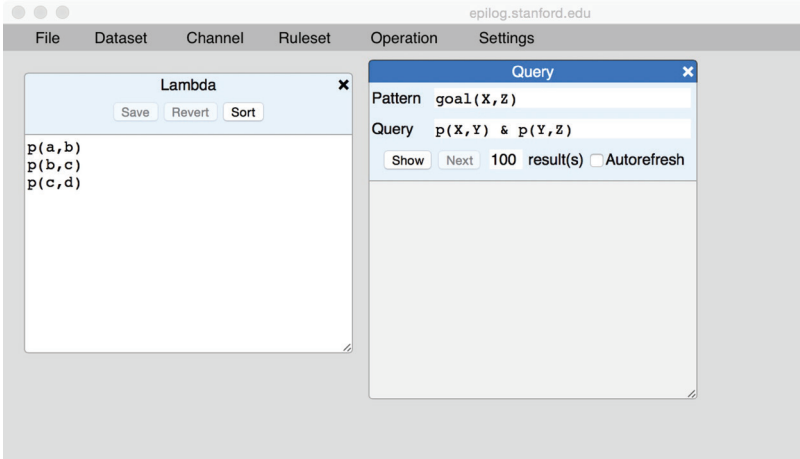 epilog.stanford.edu
File Dataset Channel Ruleset Operation Settings
Lambda
Save Revert Sort
p(a,b)
p(b,c)
p(c,d)
Query
Pattern goal(X,Z)
Query p(X,Y) & p(Y,Z)
Show Next 100 result(s) Autorefresh